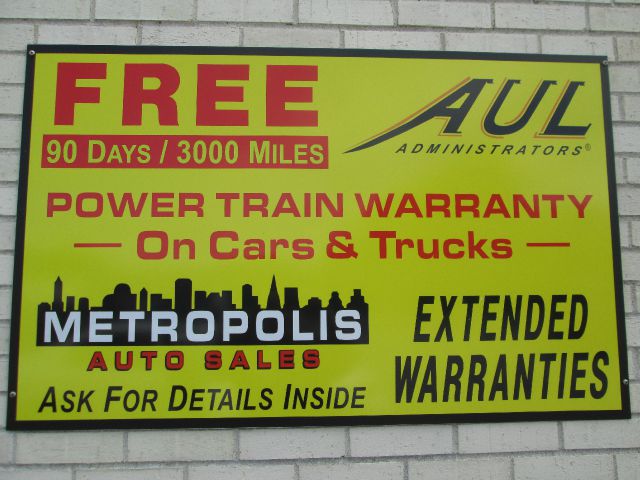 FREE
90 DAYS / 3000 MILES
AUL
ADMINISTRATORS®
POWER TRAIN WARRANTY
— On Cars & Trucks —
METROPOLIS
AUTO SALES
ASK FOR DETAILS INSIDE
EXTENDED
WARRANTIES